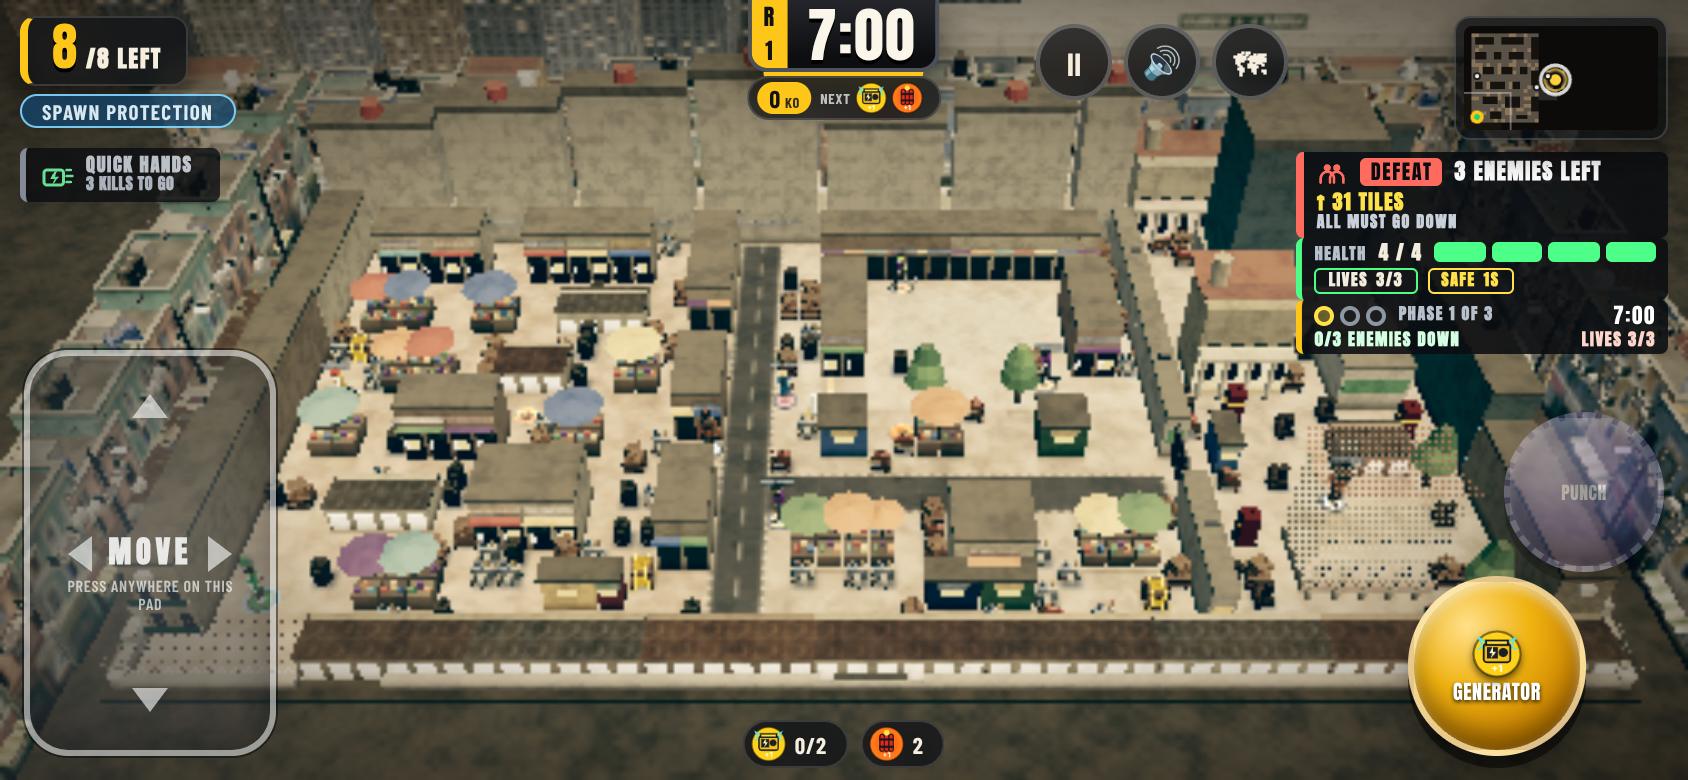 8 /8 LEFT
SPAWN PROTECTION
QUICK HANDS
3 KILLS TO GO
R
1
7:00
0 KO NEXT
DEFEAT 3 ENEMIES LEFT
↑ 31 TILES
ALL MUST GO DOWN
HEALTH 4 / 4
LIVES 3/3 SAFE 1S
PHASE 1 OF 3 7:00
0/3 ENEMIES DOWN LIVES 3/3
MOVE
PRESS ANYWHERE ON THIS
PAD
PUNCH
+1
GENERATOR
0/2 2